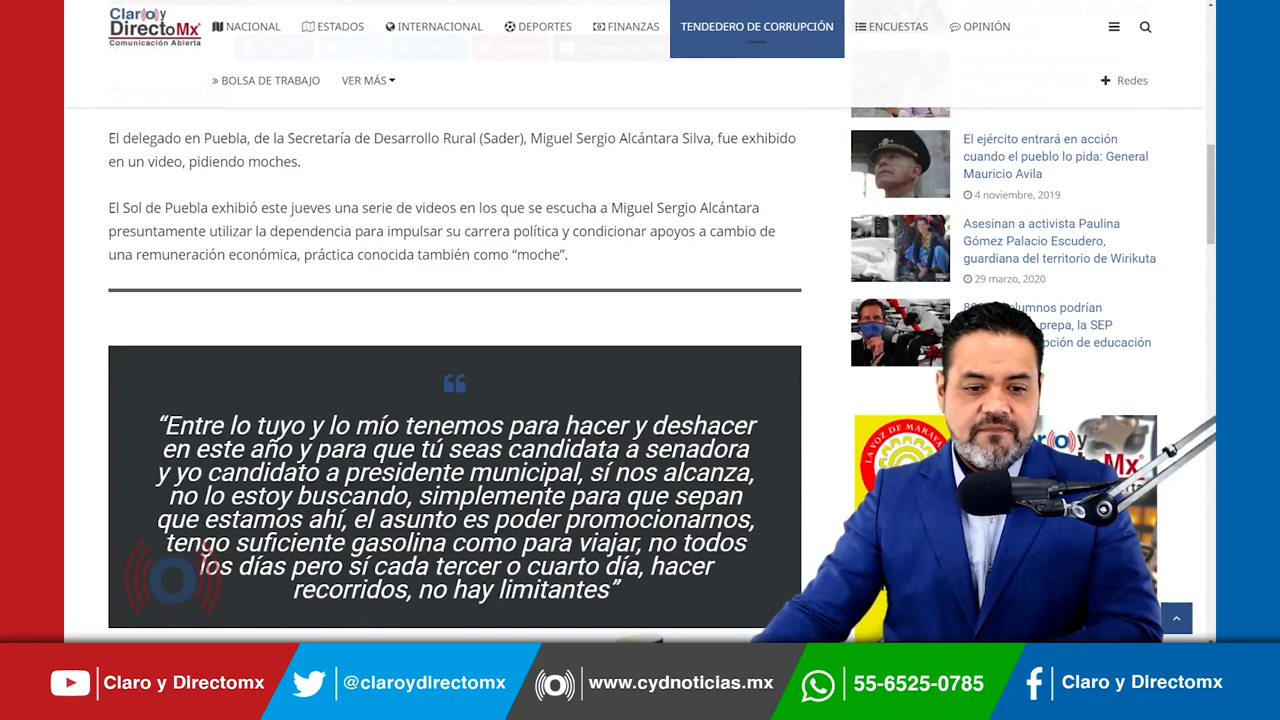 Claroy
DirectoMx
Comunicación Abierta
NACIONAL
ESTADOS
INTERNACIONAL
DEPORTES
FINANZAS
TENDEDERO DE CORRUPCIÓN
ENCUESTAS
OPINIÓN
» BOLSA DE TRABAJO
VER MÁS
+ Redes
El delegado en Puebla, de la Secretaría de Desarrollo Rural (Sader), Miguel Sergio Alcántara Silva, fue exhibido
en un video, pidiendo moches.
El Sol de Puebla exhibió este jueves una serie de videos en los que se escucha a Miguel Sergio Alcántara
presuntamente utilizar la dependencia para impulsar su carrera política y condicionar apoyos a cambio de
una remuneración económica, práctica conocida también como “moche”.
“Entre lo tuyo y lo mío tenemos para hacer y deshacer
en este año y para que tú seas candidata a senadora
y yo candidato a presidente municipal, sí nos alcanza,
no lo estoy buscando, simplemente para que sepan
que estamos ahí, el asunto es poder promocionarnos,
tengo suficiente gasolina como para viajar, no todos
los días pero sí cada tercer o cuarto día, hacer
recorridos, no hay limitantes”
El ejército entrará en acción
cuando el pueblo lo pida: General
Mauricio Avila
4 noviembre, 2019
Asesinan a activista Paulina
Gómez Palacio Escudero,
guardiana del territorio de Wirikuta
29 marzo, 2020
podrían
prepa, la SEP
de educación
LA VOZ DE
Claro y Directomx
@claroydirectomx
www.cydnoticias.mx
55-6525-0785
Claro y Directomx